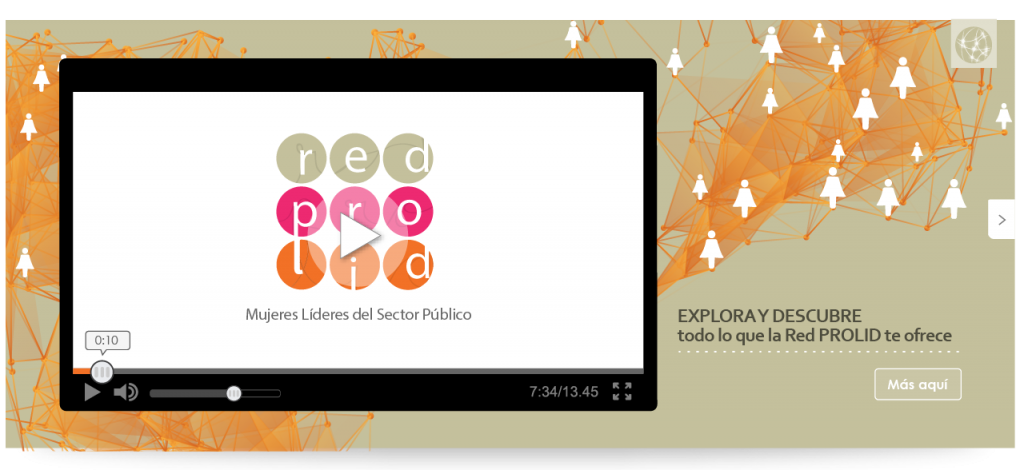 red
pro
lid
Mujeres Líderes del Sector Público
0:10
7:34/13.45
EXPLORA Y DESCUBRE
todo lo que la Red PROLID te ofrece
Más aquí